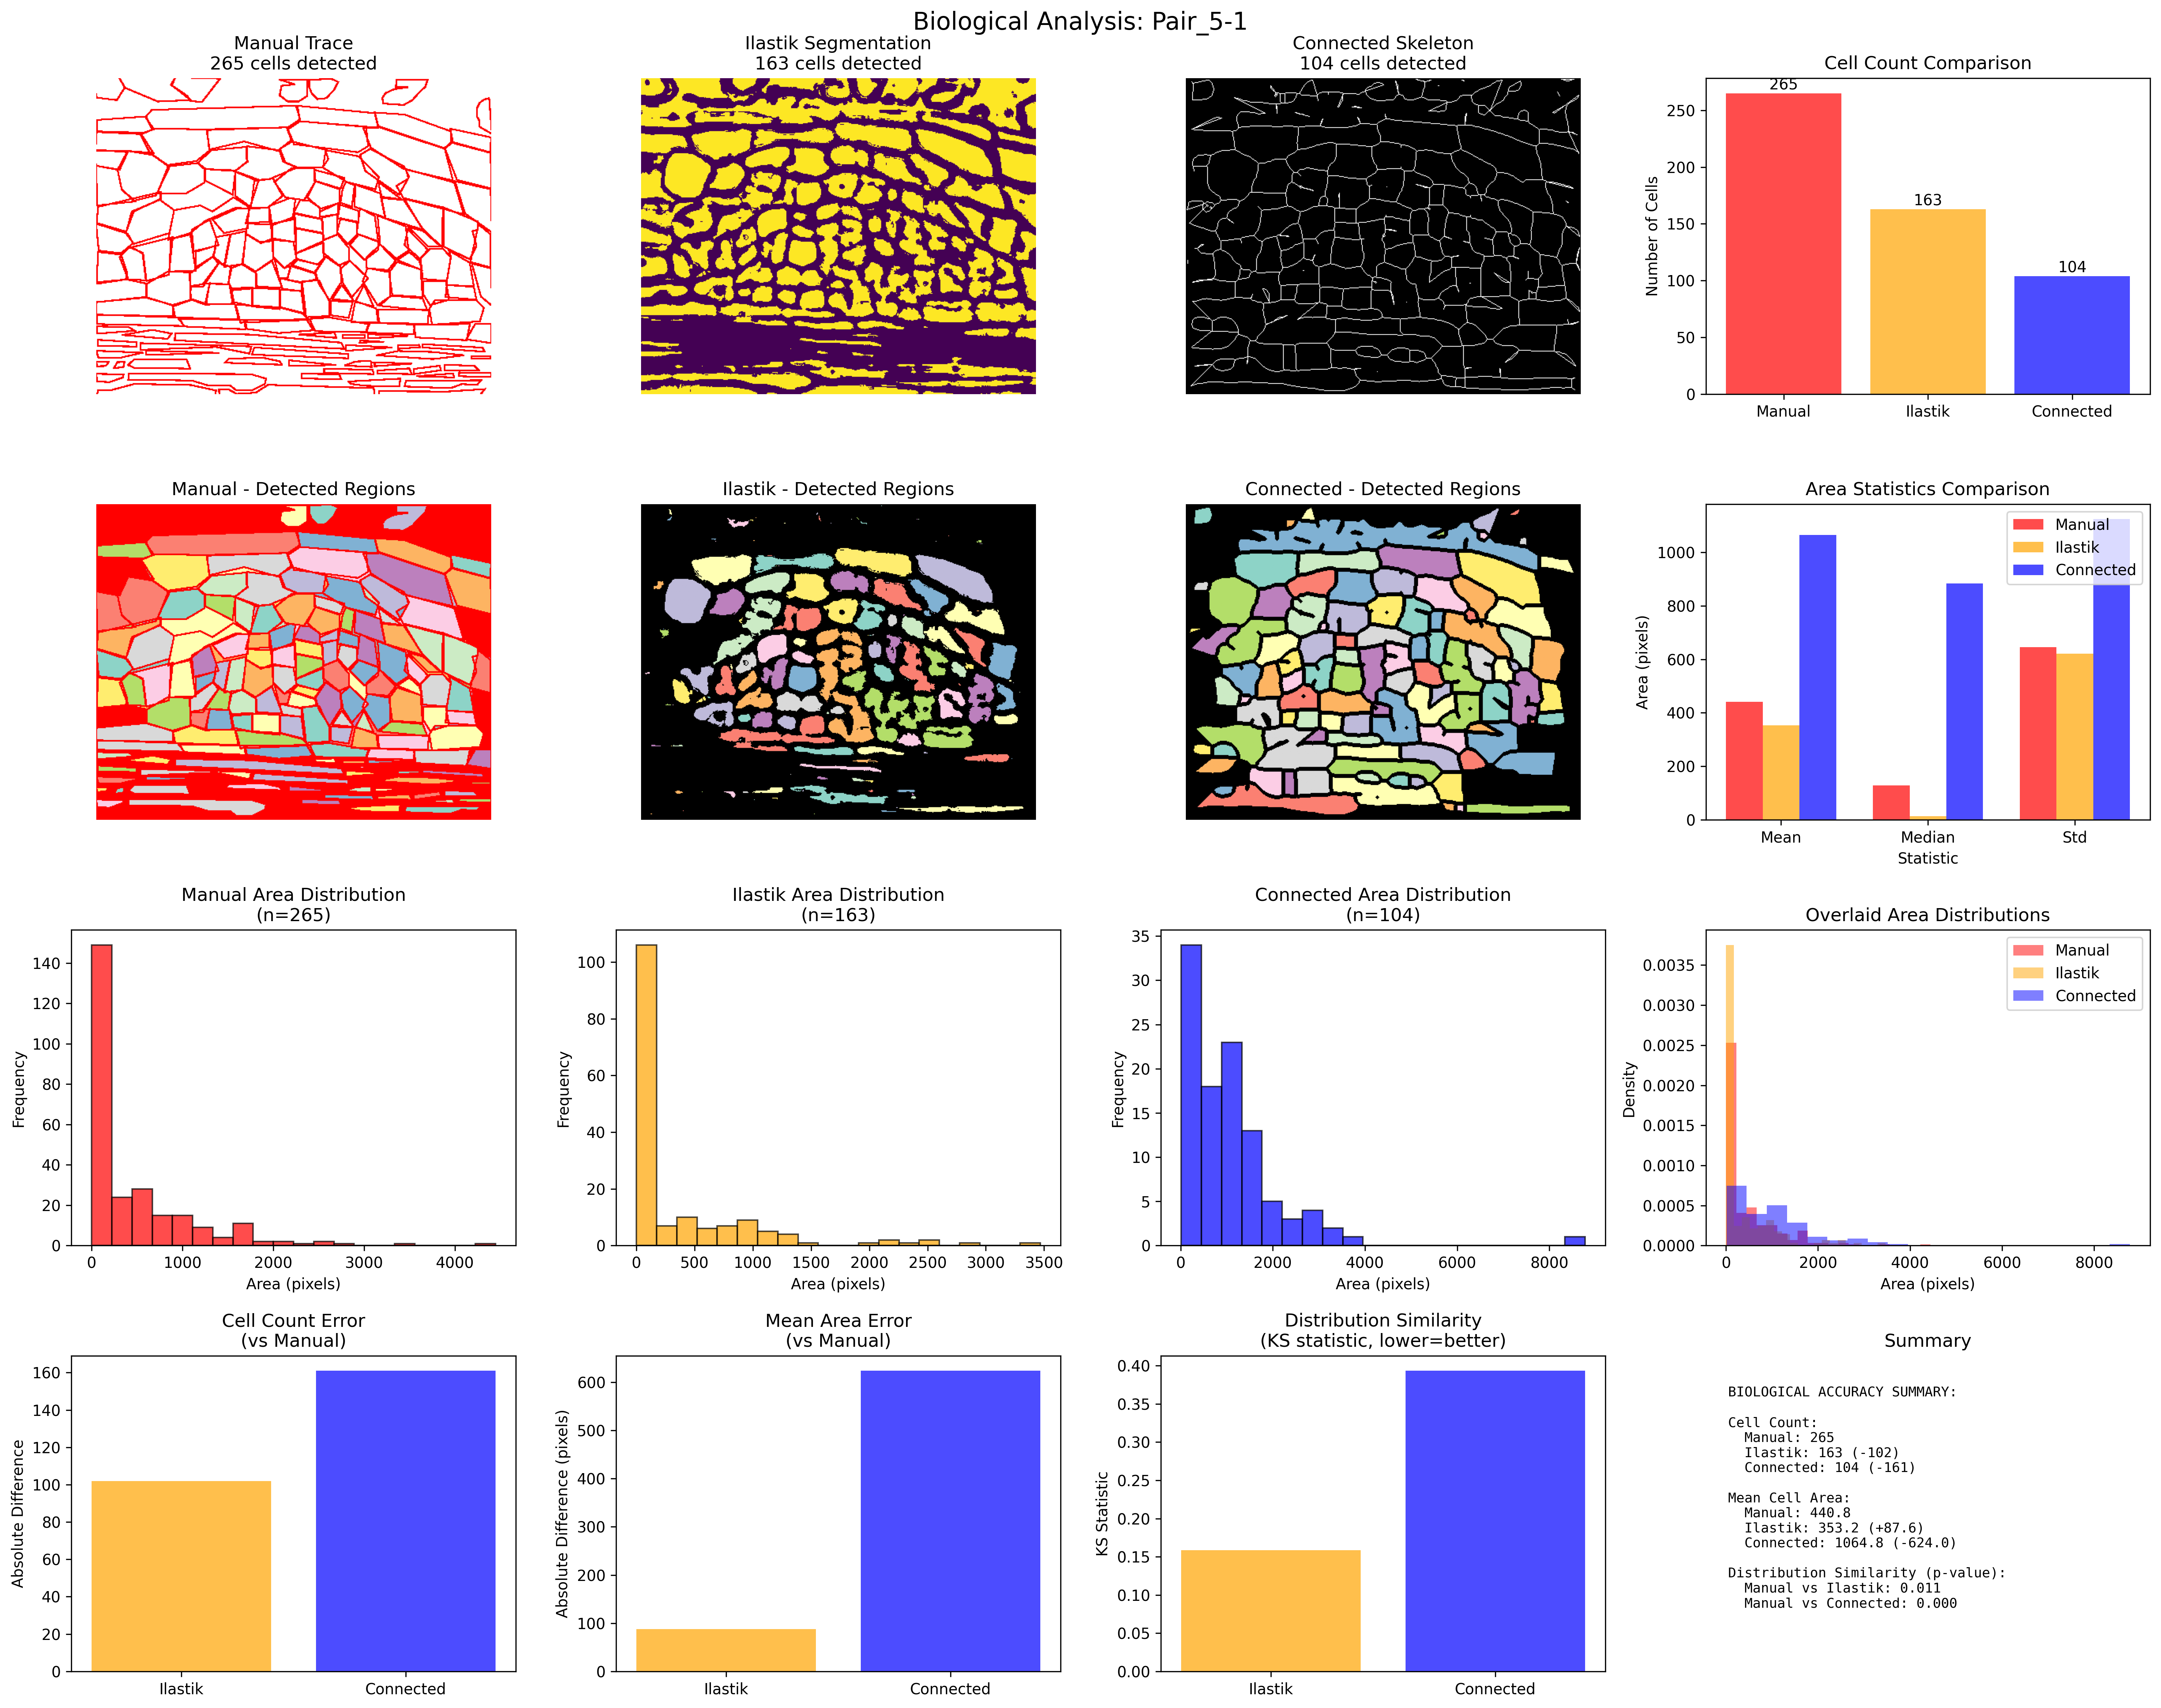 Biological Analysis: Pair_5-1
Manual Trace
265 cells detected
Ilastik Segmentation
163 cells detected
Connected Skeleton
104 cells detected
Cell Count Comparison
Number of Cells
250
200
150
100
50
0
265
163
104
Manual
Ilastik
Connected
Manual - Detected Regions
Ilastik - Detected Regions
Connected - Detected Regions
Area Statistics Comparison
Area (pixels)
1000
800
600
400
200
0
Manual
Ilastik
Connected
Mean
Median
Std
Statistic
Manual Area Distribution
(n=265)
Frequency
140
120
100
80
60
40
20
0
0
1000
2000
3000
4000
Area (pixels)
Ilastik Area Distribution
(n=163)
Frequency
100
80
60
40
20
0
0
500
1000
1500
2000
2500
3000
3500
Area (pixels)
Connected Area Distribution
(n=104)
Frequency
35
30
25
20
15
10
5
0
0
2000
4000
6000
8000
Area (pixels)
Overlaid Area Distributions
Density
0.0035
0.0030
0.0025
0.0020
0.0015
0.0010
0.0005
0.0000
Manual
Ilastik
Connected
0
2000
4000
6000
8000
Area (pixels)
Cell Count Error
(vs Manual)
Absolute Difference
160
140
120
100
80
60
40
20
0
Ilastik
Connected
Mean Area Error
(vs Manual)
Absolute Difference (pixels)
600
500
400
300
200
100
0
Ilastik
Connected
Distribution Similarity
(KS statistic, lower=better)
KS Statistic
0.40
0.35
0.30
0.25
0.20
0.15
0.10
0.05
0.00
Ilastik
Connected
Summary
BIOLOGICAL ACCURACY SUMMARY:
Cell Count:
Manual: 265
Ilastik: 163 (-102)
Connected: 104 (-161)
Mean Cell Area:
Manual: 440.8
Ilastik: 353.2 (+87.6)
Connected: 1064.8 (-624.0)
Distribution Similarity (p-value):
Manual vs Ilastik: 0.011
Manual vs Connected: 0.000